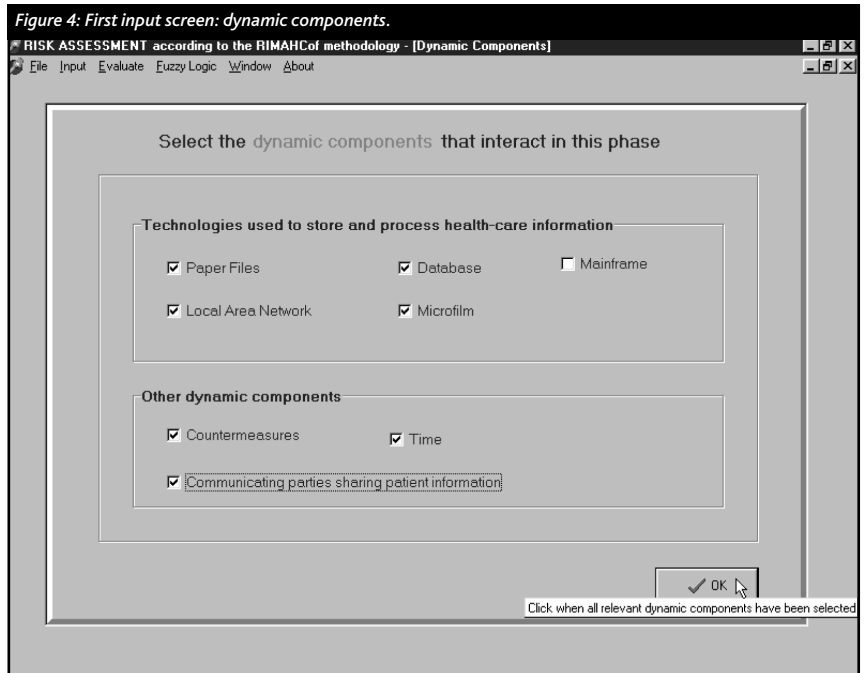 Figure 4: First input screen: dynamic components.
RISK ASSESSMENT according to the RIMAHCof methodology - [Dynamic Components]
File Input Evaluate Fuzzy Logic Window About
Select the dynamic components that interact in this phase
Technologies used to store and process health-care information
Paper Files Database Mainframe
Local Area Network Microfilm
Other dynamic components
Countermeasures Time
Communicating parties sharing patient information
OK
Click when all relevant dynamic components have been selected